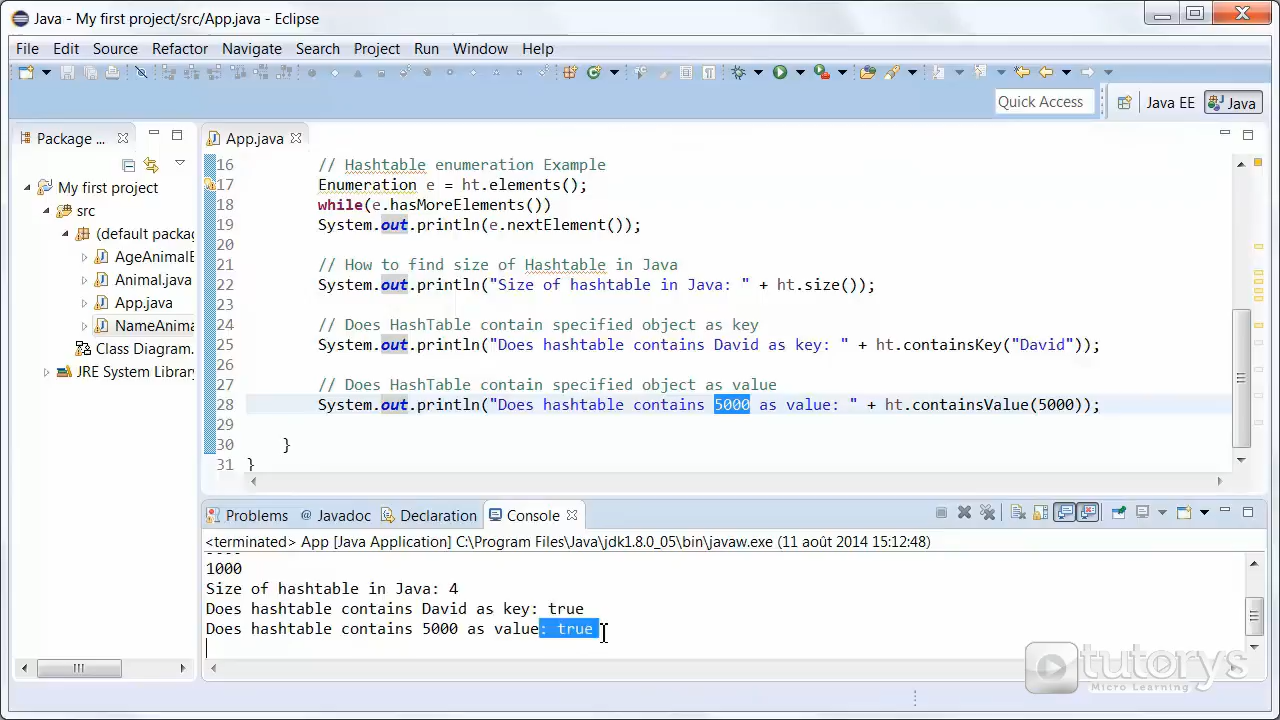 Java - My first project/src/App.java - Eclipse
File Edit Source Refactor Navigate Search Project Run Window Help
Quick Access Java EE Java
Package ... App.java
My first project
src
(default packag
AgeAnimal
Animal.java
App.java
NameAnima
Class Diagram.
JRE System Library
16 // Hashtable enumeration Example
17 Enumeration e = ht.elements();
18 while(e.hasMoreElements())
19 System.out.println(e.nextElement());
20
21 // How to find size of Hashtable in Java
22 System.out.println("Size of hashtable in Java: " + ht.size());
23
24 // Does HashTable contain specified object as key
25 System.out.println("Does hashtable contains David as key: " + ht.containsKey("David"));
26
27 // Does HashTable contain specified object as value
28 System.out.println("Does hashtable contains 5000 as value: " + ht.containsValue(5000));
29
30 }
31 }
Problems @ Javadoc Declaration Console
<terminated> App [Java Application] C:\Program Files\Java\jdk1.8.0_05\bin\javaw.exe (11 août 2014 15:12:48)
1000
Size of hashtable in Java: 4
Does hashtable contains David as key: true
Does hashtable contains 5000 as value: true
tutorys
Micro Learning